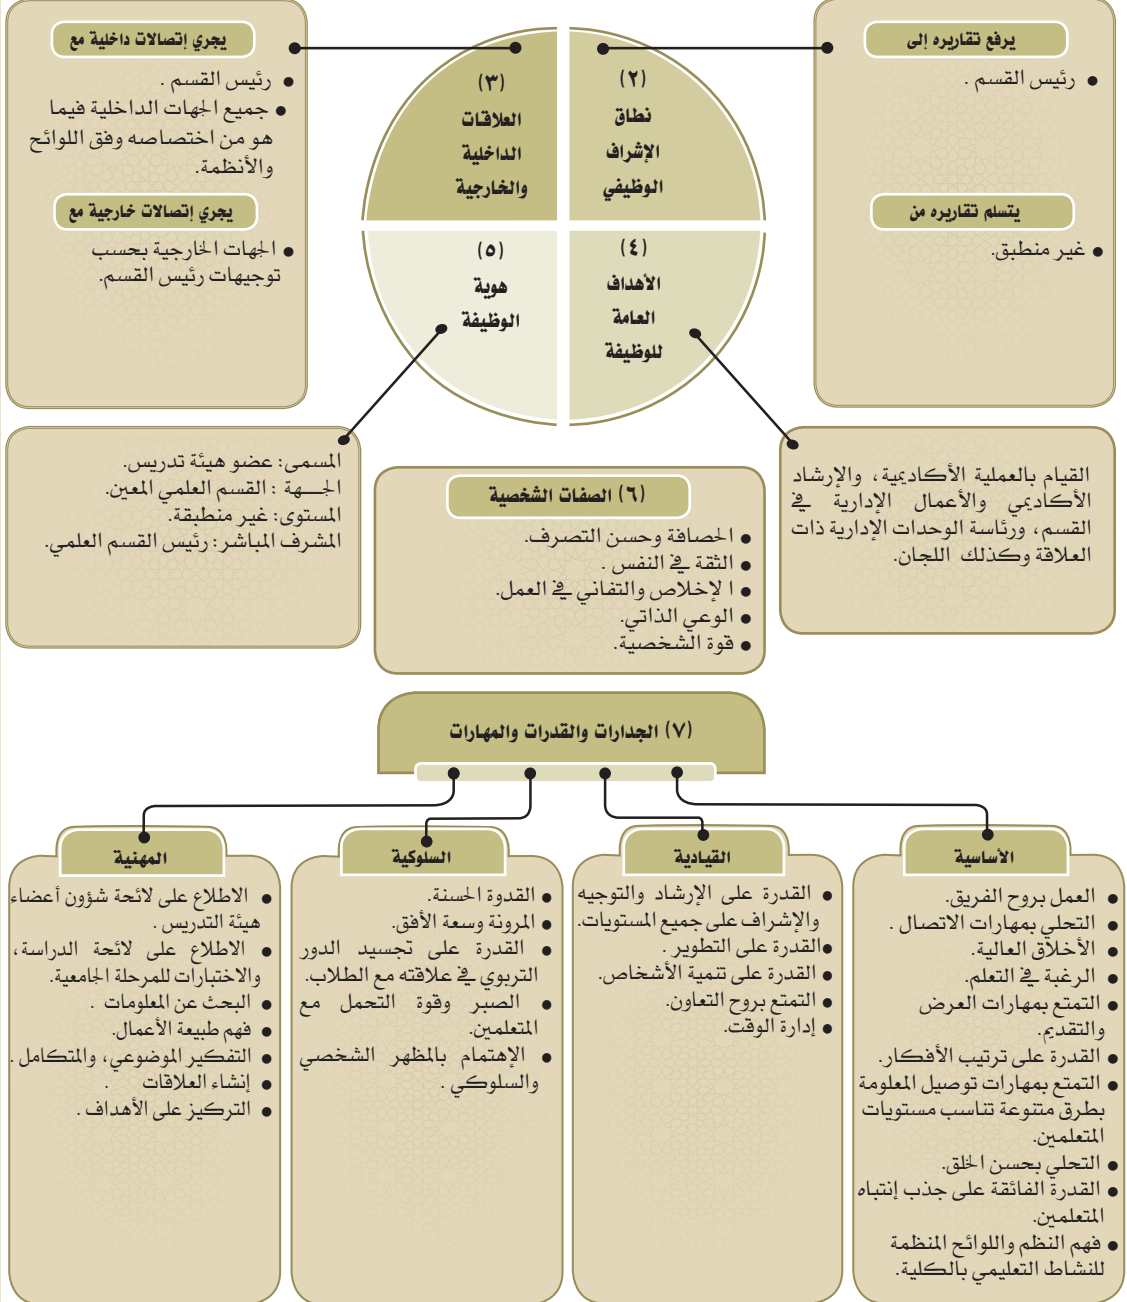 يرفع تقاريره إلى
● رئيس القسم .
يتسلم تقاريره من
● غير منطبق.
(٢)
نطاق
الإشراف
الوظيفي
(٣)
العلاقات
الداخلية
والخارجية
يجري إتصالات داخلية مع
● رئيس القسم .
● جميع الجهات الداخلية فيما
هو من اختصاصه وفق اللوائح
والأنظمة.
يجري إتصالات خارجية مع
● الجهات الخارجية بحسب
توجيهات رئيس القسم.
(٤)
الأهداف
العامة
للوظيفة
(٥)
هوية
الوظيفة
القيام بالعملية الأكاديمية، والإرشاد
الأكاديمي والأعمال الإدارية في
القسم، ورئاسة الوحدات الإدارية ذات
العلاقة وكذلك اللجان.
المسمى: عضو هيئة تدريس.
الجـــهة : القسم العلمي المعين.
المستوى: غير منطبقة.
المشرف المباشر: رئيس القسم العلمي.
(٦) الصفات الشخصية
● الحصافة وحسن التصرف.
● الثقة في النفس .
● ا لإخلاص والتفاني في العمل.
● الوعي الذاتي.
● قوة الشخصية.
(٧) الجدارات والقدرات والمهارات
الأساسية
● العمل بروح الفريق.
● التحلي بمهارات الاتصال .
● الأخلاق العالية.
● الرغبة في التعلم.
● التمتع بمهارات العرض
والتقديم.
● القدرة على ترتيب الأفكار.
● التمتع بمهارات توصيل المعلومة
بطرق متنوعة تناسب مستويات
المتعلمين.
● التحلي بحسن الخلق.
● القدرة الفائقة على جذب إنتباه
المتعلمين.
● فهم النظم واللوائح المنظمة
للنشاط التعليمي بالكلية.
القيادية
● القدرة على الإرشاد والتوجيه
والإشراف على جميع المستويات.
●القدرة على التطوير .
● القدرة على تنمية الأشخاص.
● التمتع بروح التعاون.
● إدارة الوقت.
السلوكية
● القدوة الحسنة.
● المرونة وسعة الأفق.
● القدرة على تجسيد الدور
التربوي في علاقته مع الطلاب.
● الصبر وقوة التحمل مع
المتعلمين.
● الإهتمام بالمظهر الشخصي
والسلوكي .
المهنية
● الاطلاع على لائحة شؤون أعضاء
هيئة التدريس .
● الاطلاع على لائحة الدراسة،
والاختبارات للمرحلة الجامعية.
● البحث عن المعلومات .
● فهم طبيعة الأعمال.
● التفكير الموضوعي، والمتكامل .
● إنشاء العلاقات .
● التركيز على الأهداف .